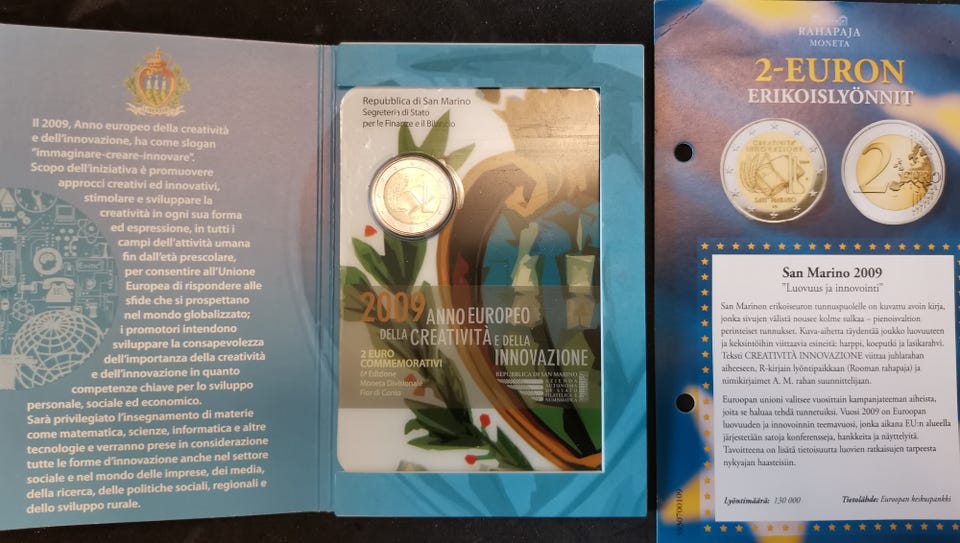 Il 2009, Anno europeo della creatività
e dell'innovazione, ha come slogan
"immaginare-creare-innovare".
Scopo dell'iniziativa è promuovere
approcci creativi ed innovativi,
stimolare e sviluppare la
creatività in ogni sua forma
ed espressione, in tutti i
campi dell'attività umana
fin dall'età prescolare,
per consentire all'Unione
Europea di rispondere alle
sfide che si prospettano
nel mondo globalizzato;
i promotori intendono
sviluppare la consapevolezza
dell'importanza della creatività
e dell'innovazione in quanto
competenze chiave per lo sviluppo
personale, sociale ed economico.
Sarà privilegiato l'insegnamento di materie
come matematica, scienze, informatica e altre
tecnologie e verranno prese in considerazione
tutte le forme d'innovazione anche nel settore
sociale e nel mondo delle imprese, dei media,
della ricerca, delle politiche sociali, regionali e
dello sviluppo rurale.
Repubblica di San Marino
Segreteria di Stato
per le Finanze e il Bilancio
2009 ANNO EUROPEO
DELLA CREATIVITÀ E DELLA
INNOVAZIONE
2 EURO
COMMEMORATIVI
6ª Edizione
Moneta Divisionale
Fior di Conio
REPUBBLICA DI SAN MARINO
AZIENDA
AUTONOMA
DI STATO
FILATELICA E
NUMISMATICA
RAHAPAJA
MONETA
2-EURON
ERIKOISLYÖNNIT
CREATIVITÀ
INNOVAZIONE
SAN MARINO
2 EURO
San Marino 2009
"Luovuus ja innovointi"
San Marinon erikoiseuron tunnuspuolelle on kuvattu avoin kirja,
jonka sivujen välistä nousee kolme sulkaa – pienoisvaltion
perinteiset tunnukset. Kuva-aihetta täydentää joukko luovuuteen
ja keksintöihin viittaavia esineitä: harppi, koeputki ja lasikarahvi.
Teksti CREATIVITÀ INNOVAZIONE viittaa juhlarahan
aiheeseen, R-kirjain lyöntipaikkaan (Rooman rahapaja) ja
nimikirjaimet A. M. rahan suunnittelijaan.
Euroopan unioni valitsee vuosittain kampanjateeman aiheista,
joita se haluaa tehdä tunnetuiksi. Vuosi 2009 on Euroopan
luovuuden ja innovoinnin teemavuosi, jonka aikana EU:n alueella
järjestetään satoja konferensseja, hankkeita ja näyttelyitä.
Tavoitteena on lisätä tietoisuutta luovien ratkaisujen tarpeesta
nykyajan haasteisiin.
Lyöntimäärä: 130 000 Tietolähde: Euroopan keskuspankki